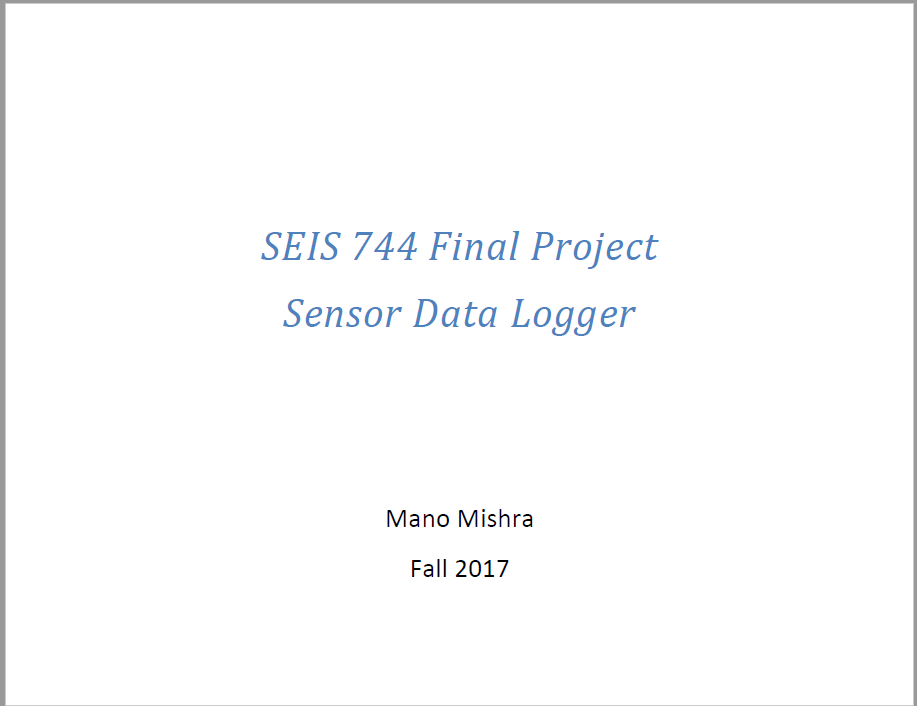 SEIS 744 Final Project
Sensor Data Logger
Mano Mishra
Fall 2017